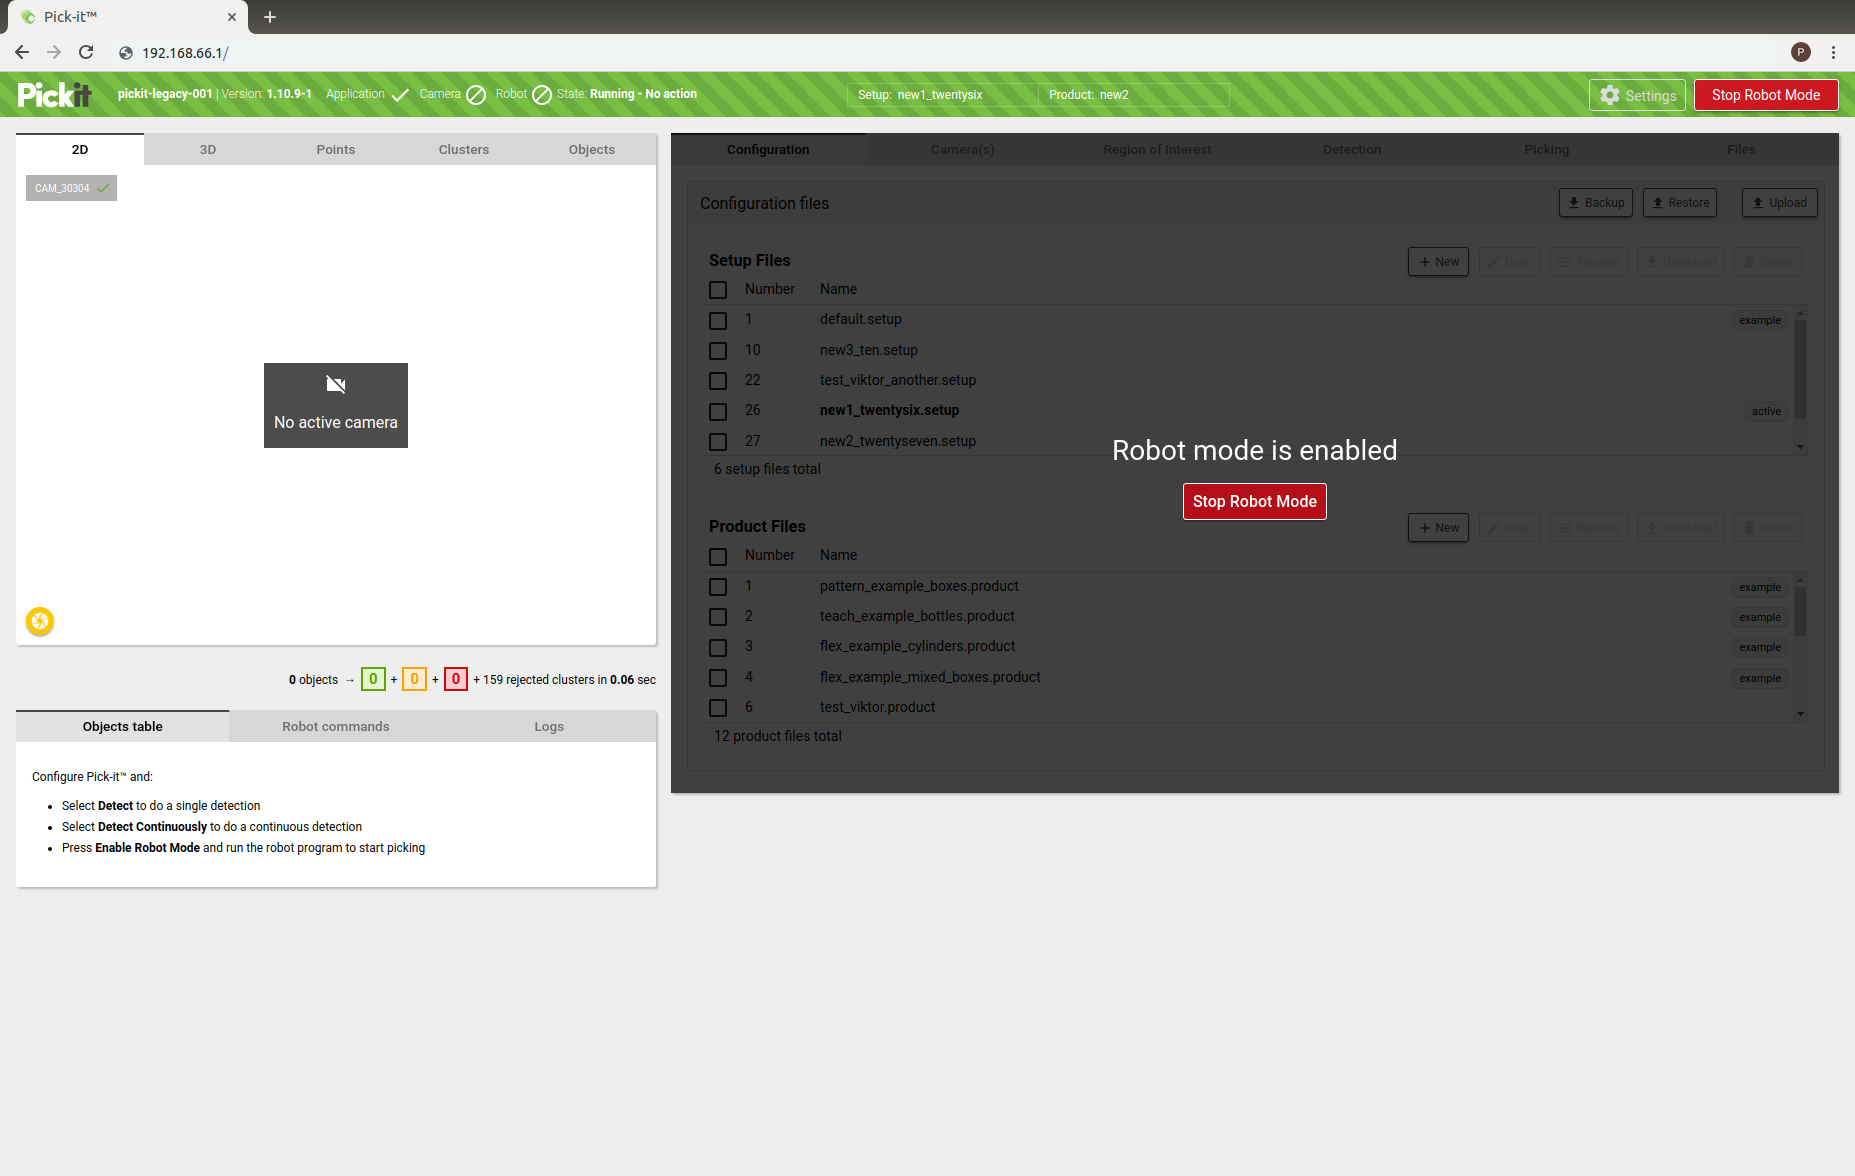 Pick-it™
192.168.66.1/
P
Pickit
pickit-legacy-001 | Version: 1.10.9-1 Application Camera Robot State: Running - No action
Setup: new1_twentysix Product: new2
Settings
Stop Robot Mode
2D 3D Points Clusters Objects
CAM_30304
No active camera
0 objects → 0 + 0 + 0 + 159 rejected clusters in 0.06 sec
Objects table Robot commands Logs
Configure Pick-it™ and:
• Select Detect to do a single detection
• Select Detect Continuously to do a continuous detection
• Press Enable Robot Mode and run the robot program to start picking
Configuration Camera(s) Region of Interest Detection Picking Files
Configuration files Backup Restore Upload
Setup Files + New Open Rename Download Delete
Number Name
1 default.setup example
10 new3_ten.setup
22 test_viktor_another.setup
26 new1_twentysix.setup active
27 new2_twentyseven.setup
6 setup files total
Robot mode is enabled
Stop Robot Mode
Product Files + New Open Rename Download Delete
Number Name
1 pattern_example_boxes.product example
2 teach_example_bottles.product example
3 flex_example_cylinders.product example
4 flex_example_mixed_boxes.product example
6 test_viktor.product
12 product files total